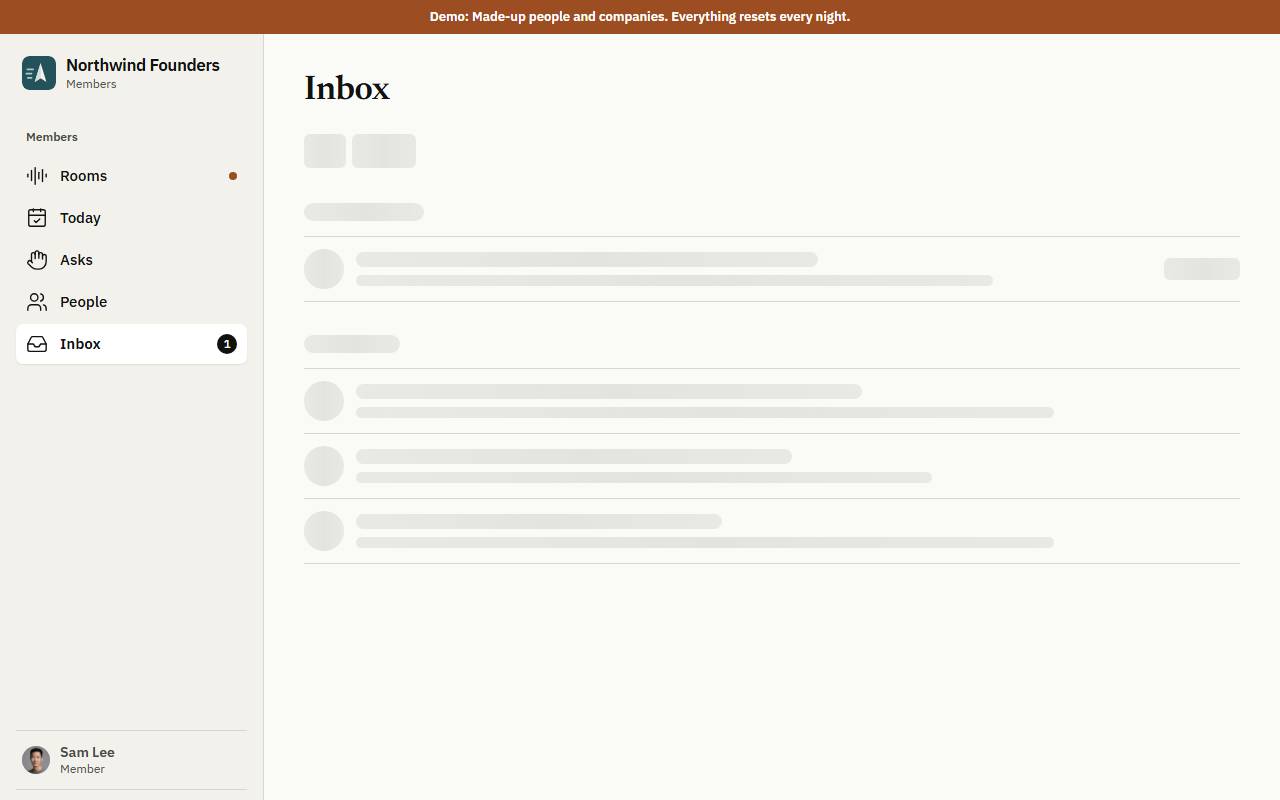 Demo: Made-up people and companies. Everything resets every night.
Northwind Founders
Members
Members
Rooms
Today
Asks
People
Inbox 1
Sam Lee
Member
Inbox